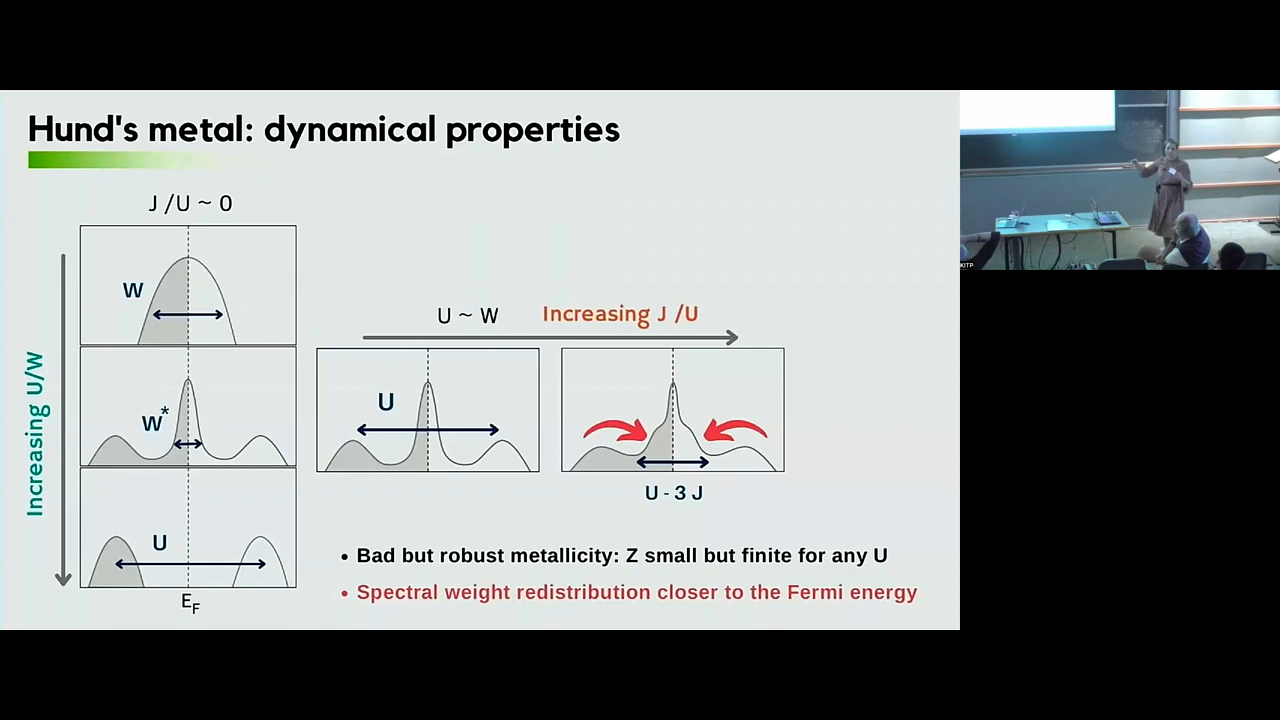 Hund's metal: dynamical properties
J /U ~ 0
W
W*
U
E_F
Increasing U/W
U ~ W
Increasing J /U
U
U - 3 J
• Bad but robust metallicity: Z small but finite for any U
• Spectral weight redistribution closer to the Fermi energy
KITP